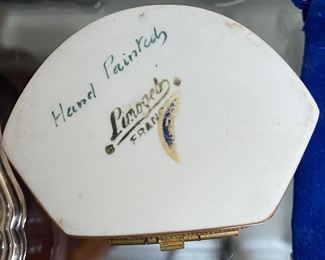 Hand Painted
Limoges
FRANCE